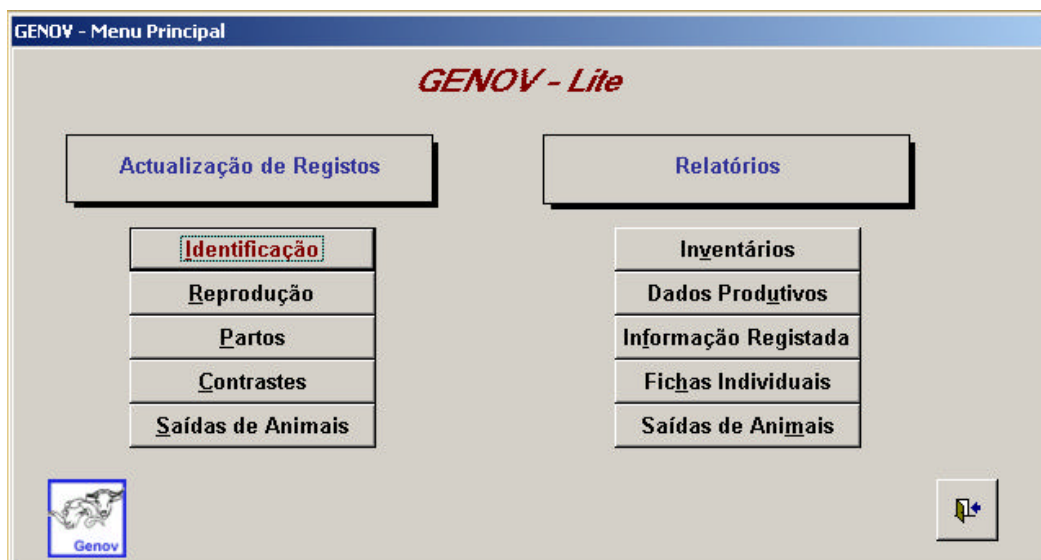 GENOV - Menu Principal
GENOV - Lite
Actualização de Registos
Identificação
Reprodução
Partos
Contrastes
Saídas de Animais
Relatórios
Inventários
Dados Produtivos
Informação Registada
Fichas Individuais
Saídas de Animais
Genov